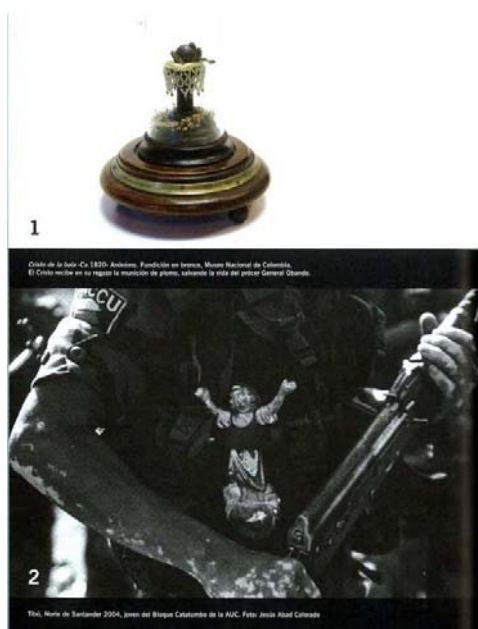 1
Cristo de la bala -Ca 1820- Anónimo. Fundición en bronce, Museo Nacional de Colombia.
El Cristo recibe en su regazo la munición de plomo, salvando la vida del prócer General Obando.
CCU
2
Tibú, Norte de Santander 2004, joven del Bloque Catatumbo de la AUC. Foto: Jesús Abad Colorado